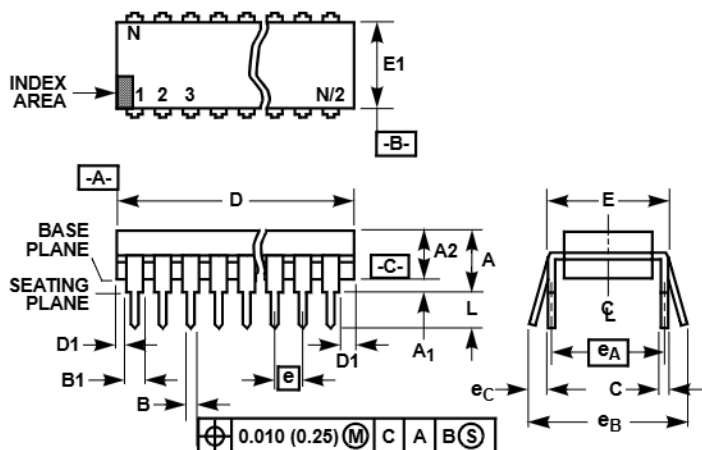 N
E1
INDEX
AREA
1 2 3 N/2
-B-
-A-
D
E
BASE
PLANE
A2
A
-C-
SEATING
PLANE
L
C
L
D1
A1
D1
eA
B1
e
eC
C
B
eB
0.010 (0.25) M C A B S